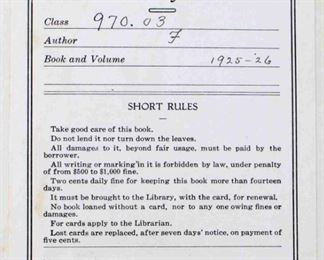 Class 970.03
Author F
Book and Volume 1925-26
SHORT RULES
Take good care of this book.
Do not lend it nor turn down the leaves.
All damages to it, beyond fair usage, must be paid by the
borrower.
All writing or marking in it is forbidden by law, under penalty
of from $500 to $1,000 fine.
Two cents daily fine for keeping this book more than fourteen
days.
It must be brought to the Library, with the card, for renewal.
No book loaned without a card, nor to any one owing fines or
damages.
For cards apply to the Librarian.
Lost cards are replaced, after seven days' notice, on payment of
five cents.